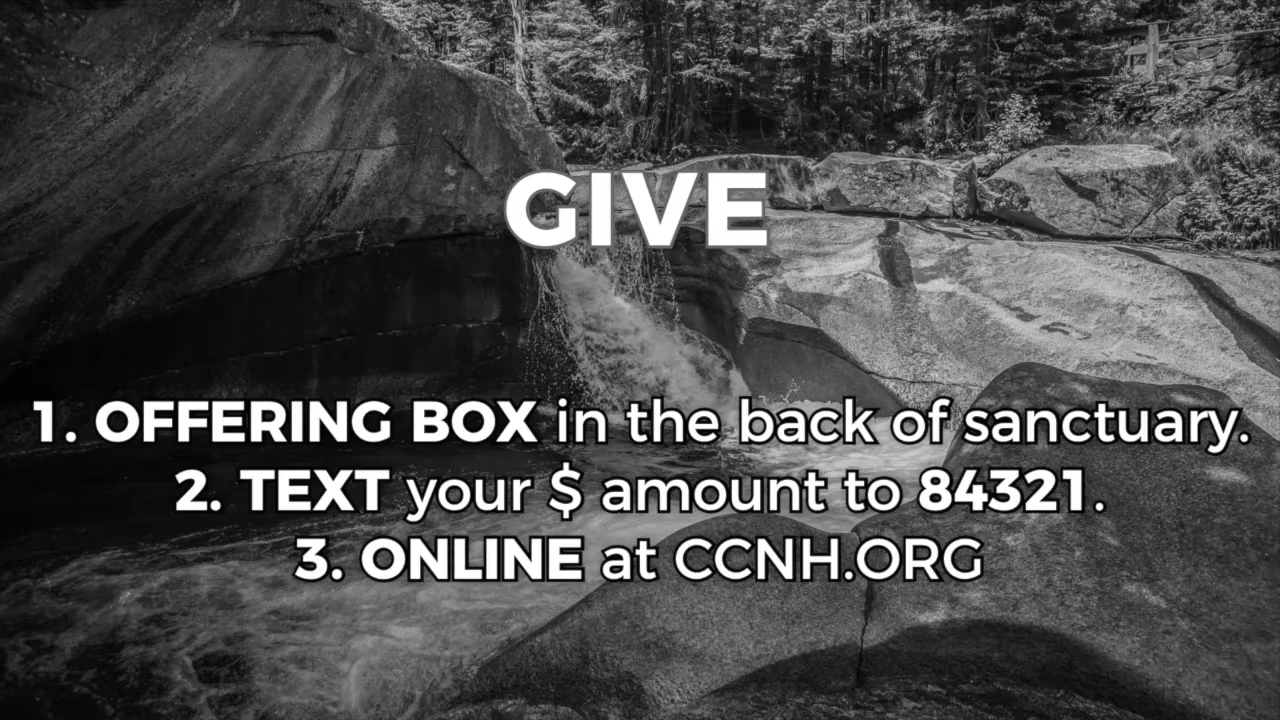 GIVE
1. OFFERING BOX in the back of sanctuary.
2. TEXT your $ amount to 84321.
3. ONLINE at CCNH.ORG